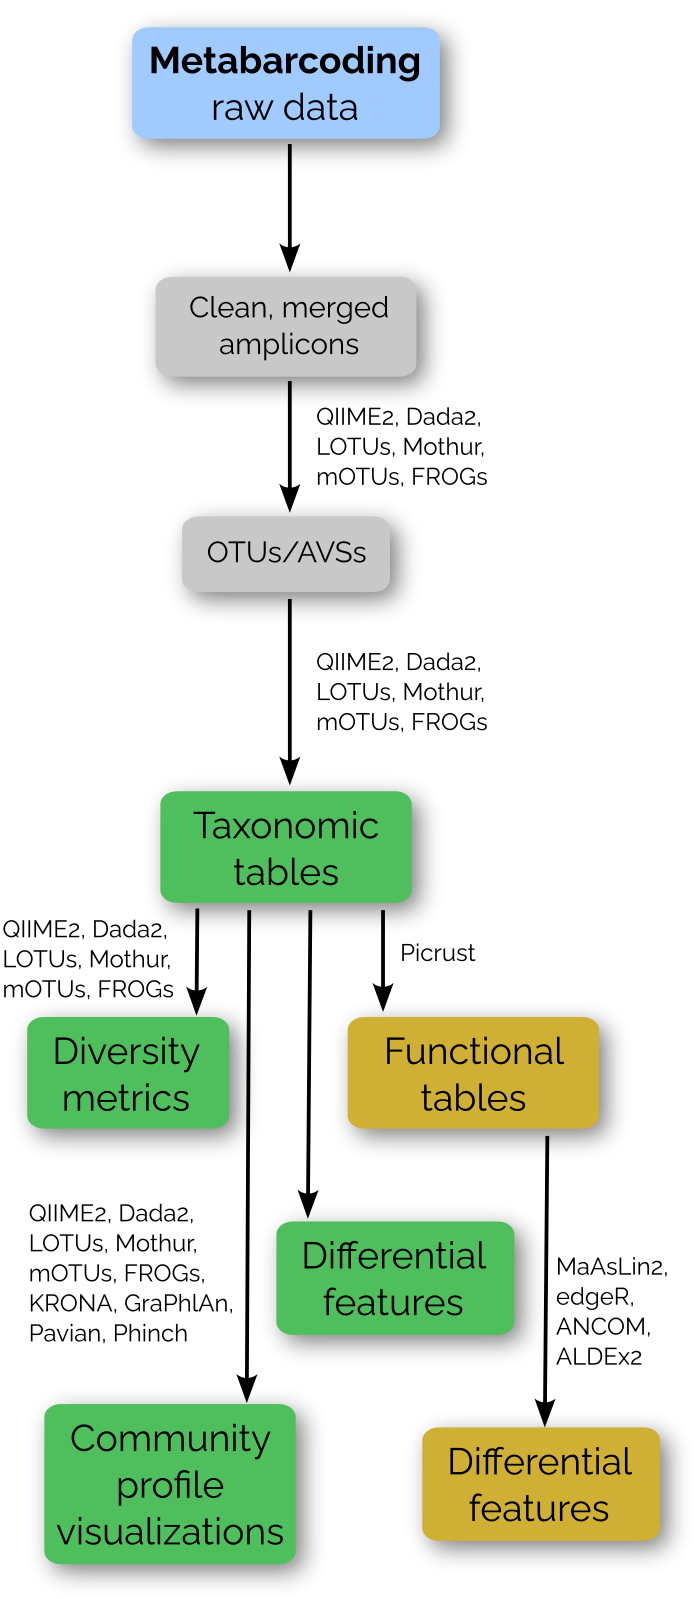 Metabarcoding
raw data
Clean, merged
amplicons
QIIME2, Dada2,
LOTUs, Mothur,
mOTUs, FROGs
OTUs/AVSs
QIIME2, Dada2,
LOTUs, Mothur,
mOTUs, FROGs
Taxonomic
tables
QIIME2, Dada2,
LOTUs, Mothur,
mOTUs, FROGs
Picrust
Diversity
metrics
Functional
tables
QIIME2, Dada2,
LOTUs, Mothur,
mOTUs, FROGs,
KRONA, GraPhlAn,
Pavian, Phinch
Differential
features
MaAsLin2,
edgeR,
ANCOM,
ALDEx2
Community
profile
visualizations
Differential
features